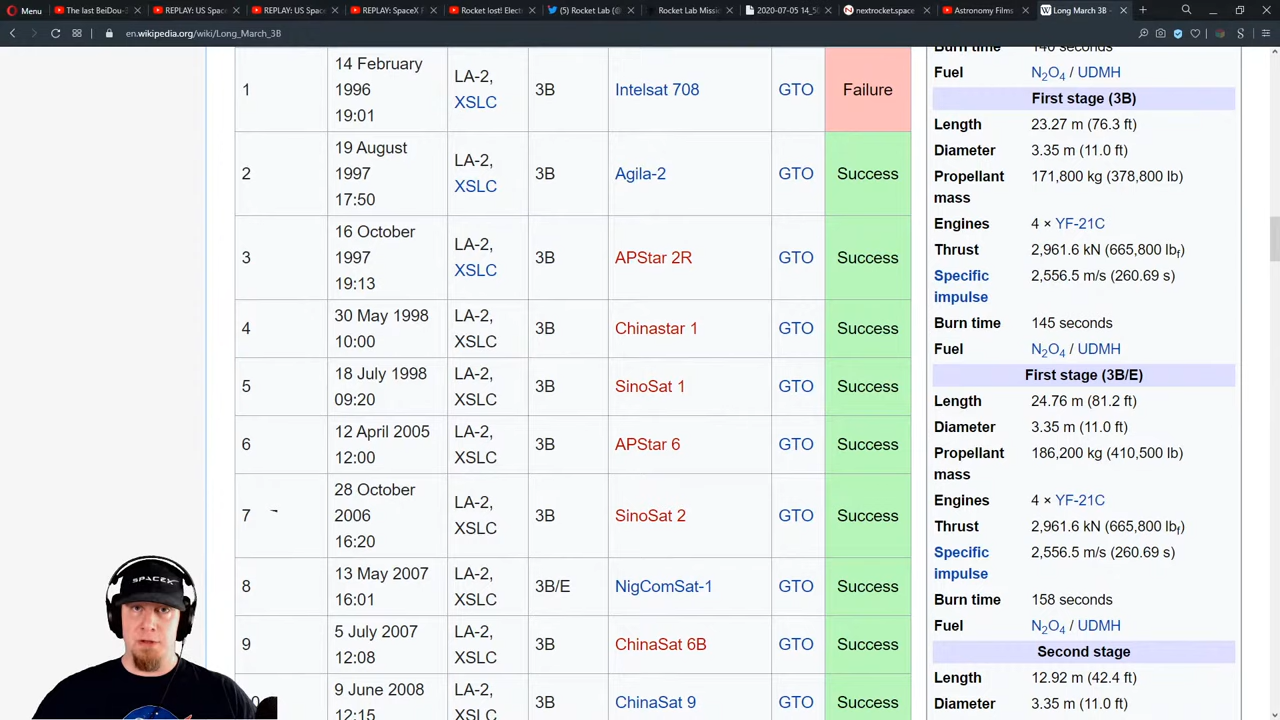 Menu
The last BeiDou-
REPLAY: US Space
REPLAY: US Space
REPLAY: SpaceX F
Rocket lost! Elect
(5) Rocket Lab (@
Rocket Lab Missio
2020-07-05 14_5
nextrocket.space
Astronomy Films
Long March 3B -
en.wikipedia.org/wiki/Long_March_3B
1
14 February
1996
19:01
LA-2,
XSLC
3B
Intelsat 708
GTO
Failure
2
19 August
1997
17:50
LA-2,
XSLC
3B
Agila-2
GTO
Success
3
16 October
1997
19:13
LA-2,
XSLC
3B
APStar 2R
GTO
Success
4
30 May 1998
10:00
LA-2,
XSLC
3B
Chinastar 1
GTO
Success
5
18 July 1998
09:20
LA-2,
XSLC
3B
SinoSat 1
GTO
Success
6
12 April 2005
12:00
LA-2,
XSLC
3B
APStar 6
GTO
Success
7
28 October
2006
16:20
LA-2,
XSLC
3B
SinoSat 2
GTO
Success
8
13 May 2007
16:01
LA-2,
XSLC
3B/E
NigComSat-1
GTO
Success
9
5 July 2007
12:08
LA-2,
XSLC
3B
ChinaSat 6B
GTO
Success
9 June 2008
12:15
LA-2,
XSLC
3B
ChinaSat 9
GTO
Success
Burn time 140 seconds
Fuel N2O4 / UDMH
First stage (3B)
Length 23.27 m (76.3 ft)
Diameter 3.35 m (11.0 ft)
Propellant 171,800 kg (378,800 lb)
mass
Engines 4 × YF-21C
Thrust 2,961.6 kN (665,800 lbf)
Specific 2,556.5 m/s (260.69 s)
impulse
Burn time 145 seconds
Fuel N2O4 / UDMH
First stage (3B/E)
Length 24.76 m (81.2 ft)
Diameter 3.35 m (11.0 ft)
Propellant 186,200 kg (410,500 lb)
mass
Engines 4 × YF-21C
Thrust 2,961.6 kN (665,800 lbf)
Specific 2,556.5 m/s (260.69 s)
impulse
Burn time 158 seconds
Fuel N2O4 / UDMH
Second stage
Length 12.92 m (42.4 ft)
Diameter 3.35 m (11.0 ft)
SPACEX